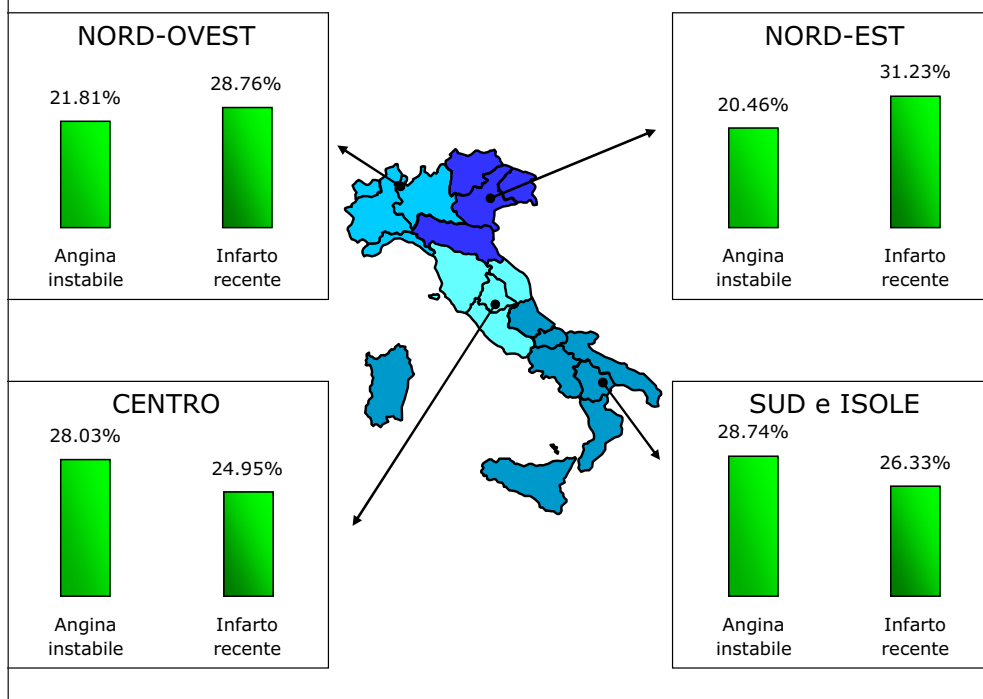 NORD-OVEST
21.81%
28.76%
Angina
instabile
Infarto
recente
NORD-EST
20.46%
31.23%
Angina
instabile
Infarto
recente
CENTRO
28.03%
24.95%
Angina
instabile
Infarto
recente
SUD e ISOLE
28.74%
26.33%
Angina
instabile
Infarto
recente